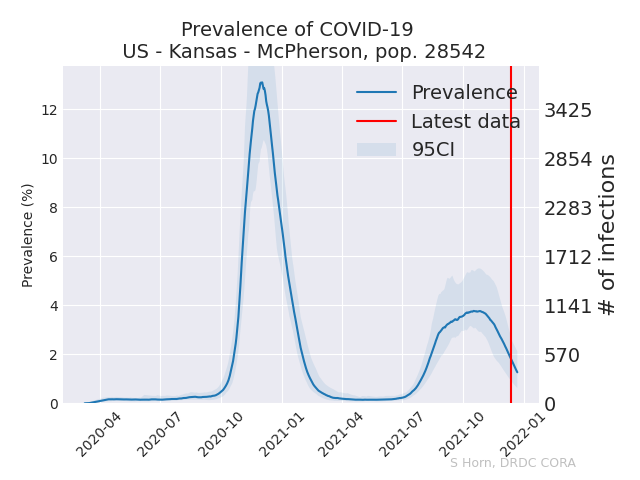 Prevalence of COVID-19
US - Kansas - McPherson, pop. 28542
Prevalence
Latest data
95CI
Prevalence (%)
12
10
8
6
4
2
0
3425
2854
2283
1712
1141
570
0
# of infections
2020-04
2020-07
2020-10
2021-01
2021-04
2021-07
2021-10
2022-01
S Horn, DRDC CORA